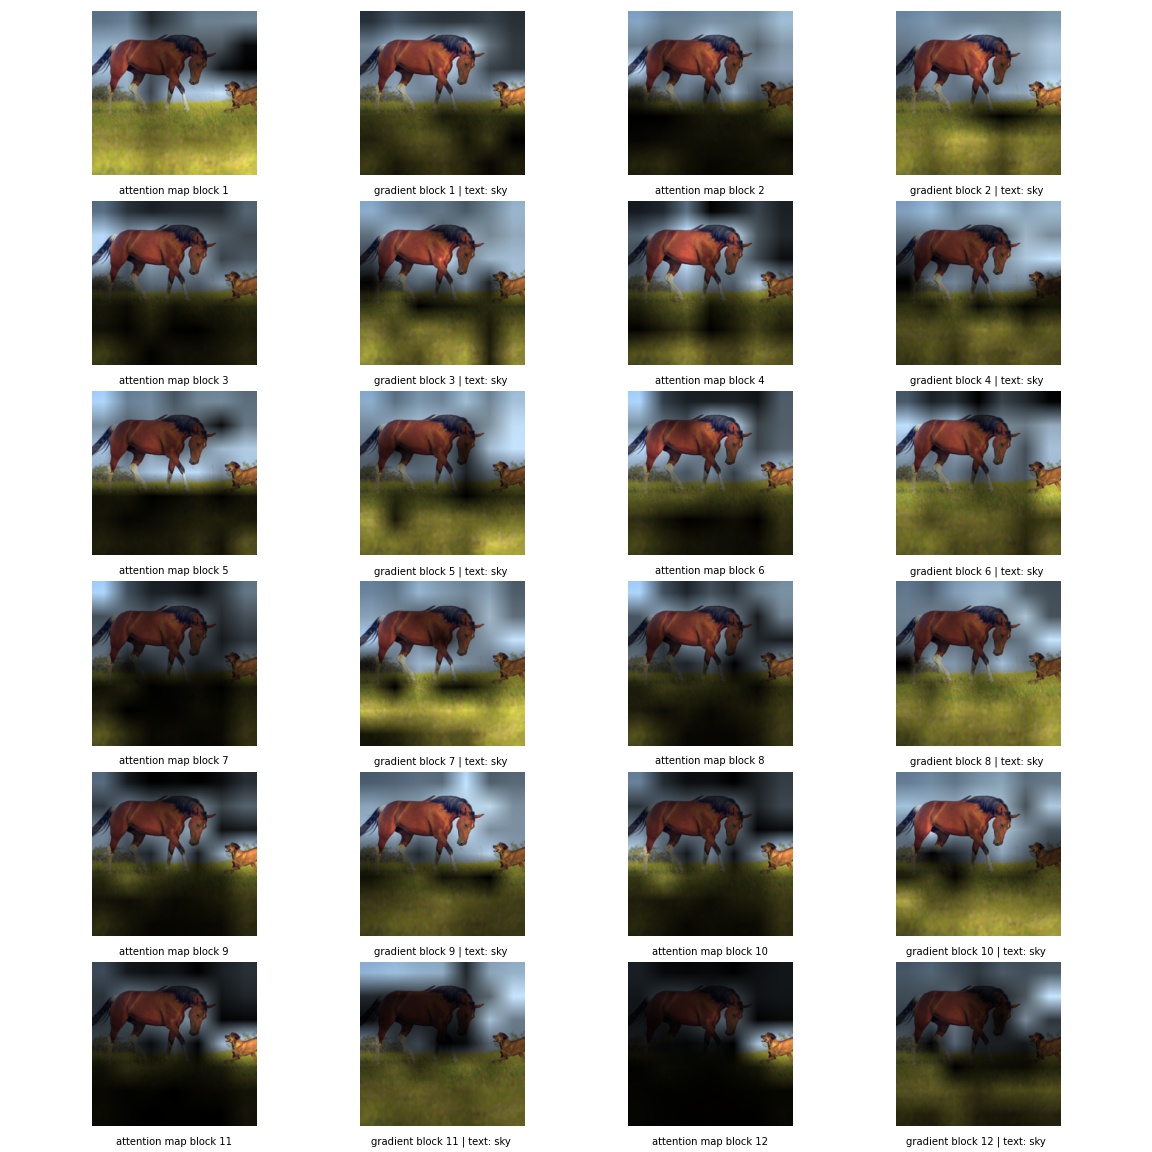 attention map block 1
gradient block 1 | text: sky
attention map block 2
gradient block 2 | text: sky
attention map block 3
gradient block 3 | text: sky
attention map block 4
gradient block 4 | text: sky
attention map block 5
gradient block 5 | text: sky
attention map block 6
gradient block 6 | text: sky
attention map block 7
gradient block 7 | text: sky
attention map block 8
gradient block 8 | text: sky
attention map block 9
gradient block 9 | text: sky
attention map block 10
gradient block 10 | text: sky
attention map block 11
gradient block 11 | text: sky
attention map block 12
gradient block 12 | text: sky